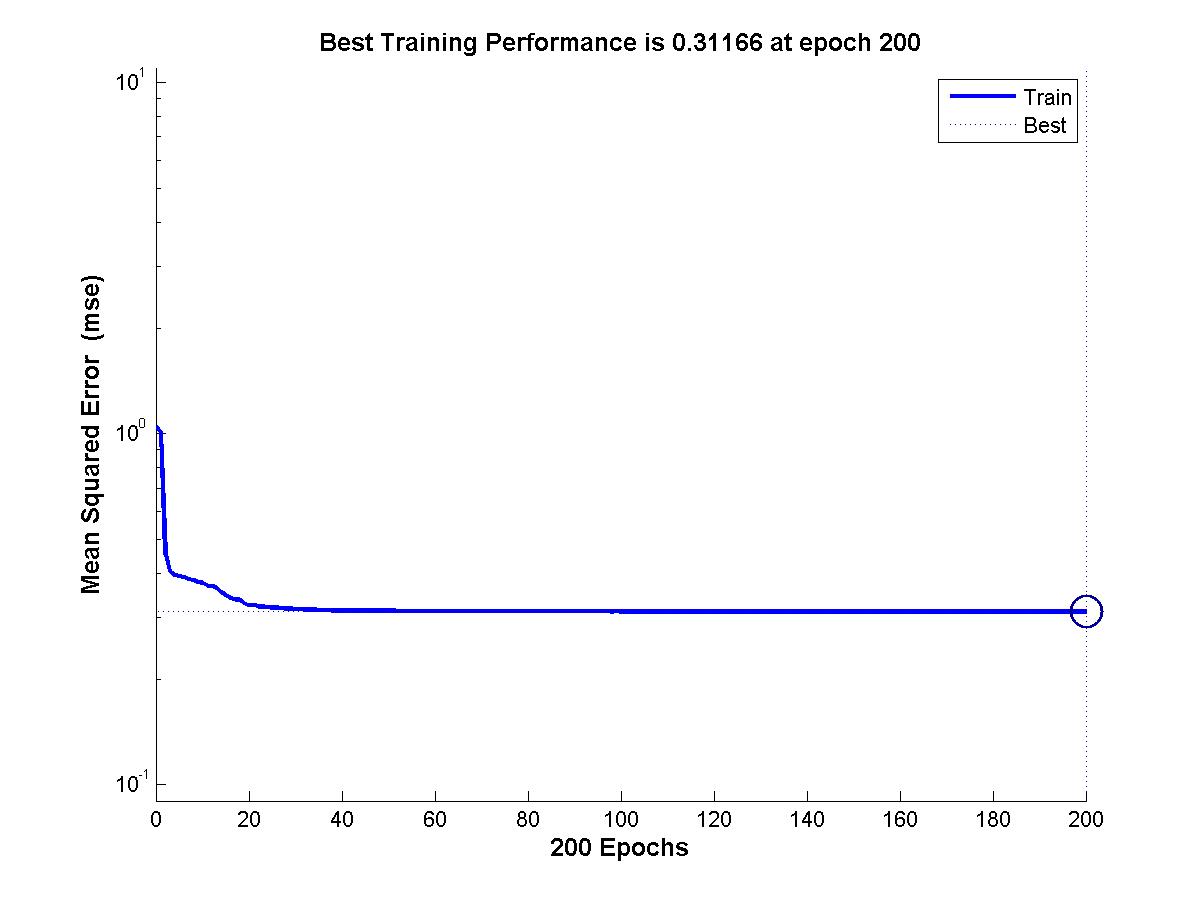 Best Training Performance is 0.31166 at epoch 200
Train
Best
Mean Squared Error (mse)
10^1
10^0
10^-1
0 20 40 60 80 100 120 140 160 180 200
200 Epochs